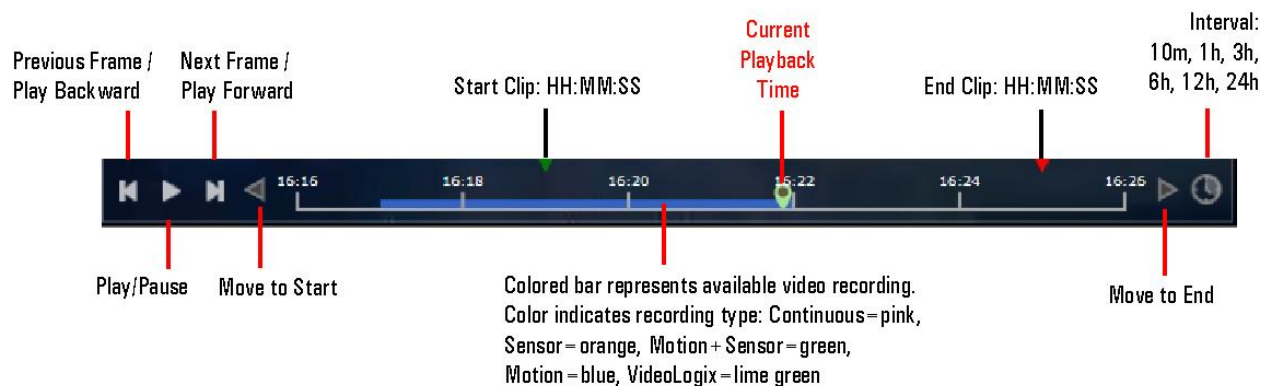 Previous Frame /
Play Backward
Next Frame /
Play Forward
Start Clip: HH:MM:SS
Current
Playback
Time
End Clip: HH:MM:SS
Interval:
10m, 1h, 3h,
6h, 12h, 24h
16:16
16:18
16:20
16:22
16:24
16:26
Play/Pause
Move to Start
Colored bar represents available video recording.
Color indicates recording type: Continuous=pink,
Sensor=orange, Motion+Sensor=green,
Motion=blue, VideoLogix=lime green
Move to End